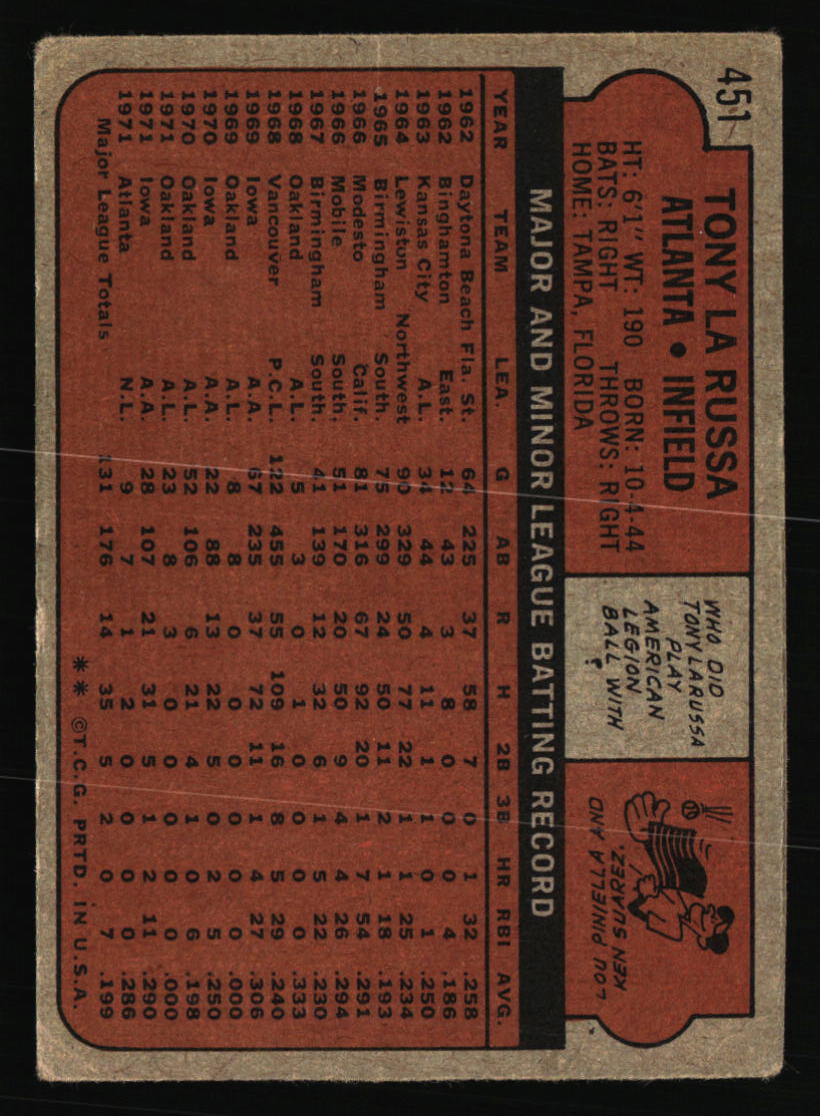 451
TONY LA RUSSA
ATLANTA • INFIELD
HT: 6'1" WT: 190 BORN: 10-4-44
BATS: RIGHT THROWS: RIGHT
HOME: TAMPA, FLORIDA
WHO DID
TONY LARUSSA
PLAY
AMERICAN
LEGION
BALL WITH
?
LOU PINIELLA AND
KEN SUAREZ.
MAJOR AND MINOR LEAGUE BATTING RECORD
YEAR TEAM LEA. G AB R H 2B 3B HR RBI AVG.
1962 Daytona Beach Fla. St. 64 225 37 58 7 0 1 32 .258
1962 Binghamton East. 12 43 3 8 0 0 0 4 .186
1963 Kansas City A.L. 34 44 4 11 1 1 0 1 .250
1964 Lewiston Northwest 90 329 50 77 22 1 1 25 .234
1965 Birmingham South. 75 299 24 50 11 2 1 18 .193
1966 Modesto Calif. 81 316 67 92 20 1 7 54 .291
1966 Mobile South. 51 170 20 50 9 4 4 26 .294
1967 Birmingham South. 41 139 12 32 6 1 5 22 .230
1968 Oakland A.L. 5 3 0 1 0 0 0 0 .333
1968 Vancouver P.C.L. 122 455 55 109 16 8 5 29 .240
1969 Iowa A.A. 67 235 37 72 11 1 4 27 .306
1969 Oakland A.L. 8 8 0 0 0 0 0 0 .000
1970 Iowa A.A. 22 88 13 22 5 0 2 5 .250
1970 Oakland A.L. 52 106 6 21 4 1 0 6 .198
1971 Oakland A.L. 23 8 3 0 0 0 0 0 .000
1971 Iowa A.A. 28 107 21 31 5 1 2 11 .290
1971 Atlanta N.L. 9 7 1 2 0 0 0 0 .286
Major League Totals 131 176 14 35 5 2 0 7 .199
** ©T.C.G. PRTD. IN U.S.A.